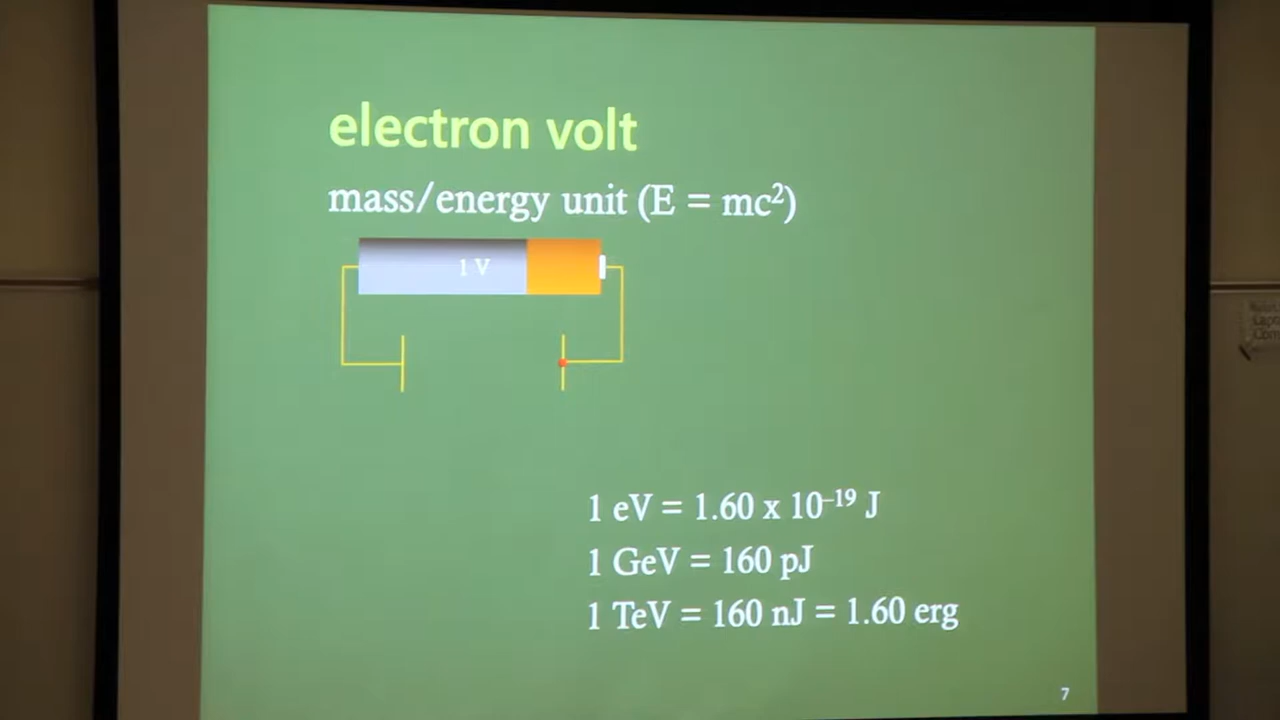 electron volt
mass/energy unit (E = mc²)
1 V
1 eV = 1.60 x 10⁻¹⁹ J
1 GeV = 160 pJ
1 TeV = 160 nJ = 1.60 erg
7